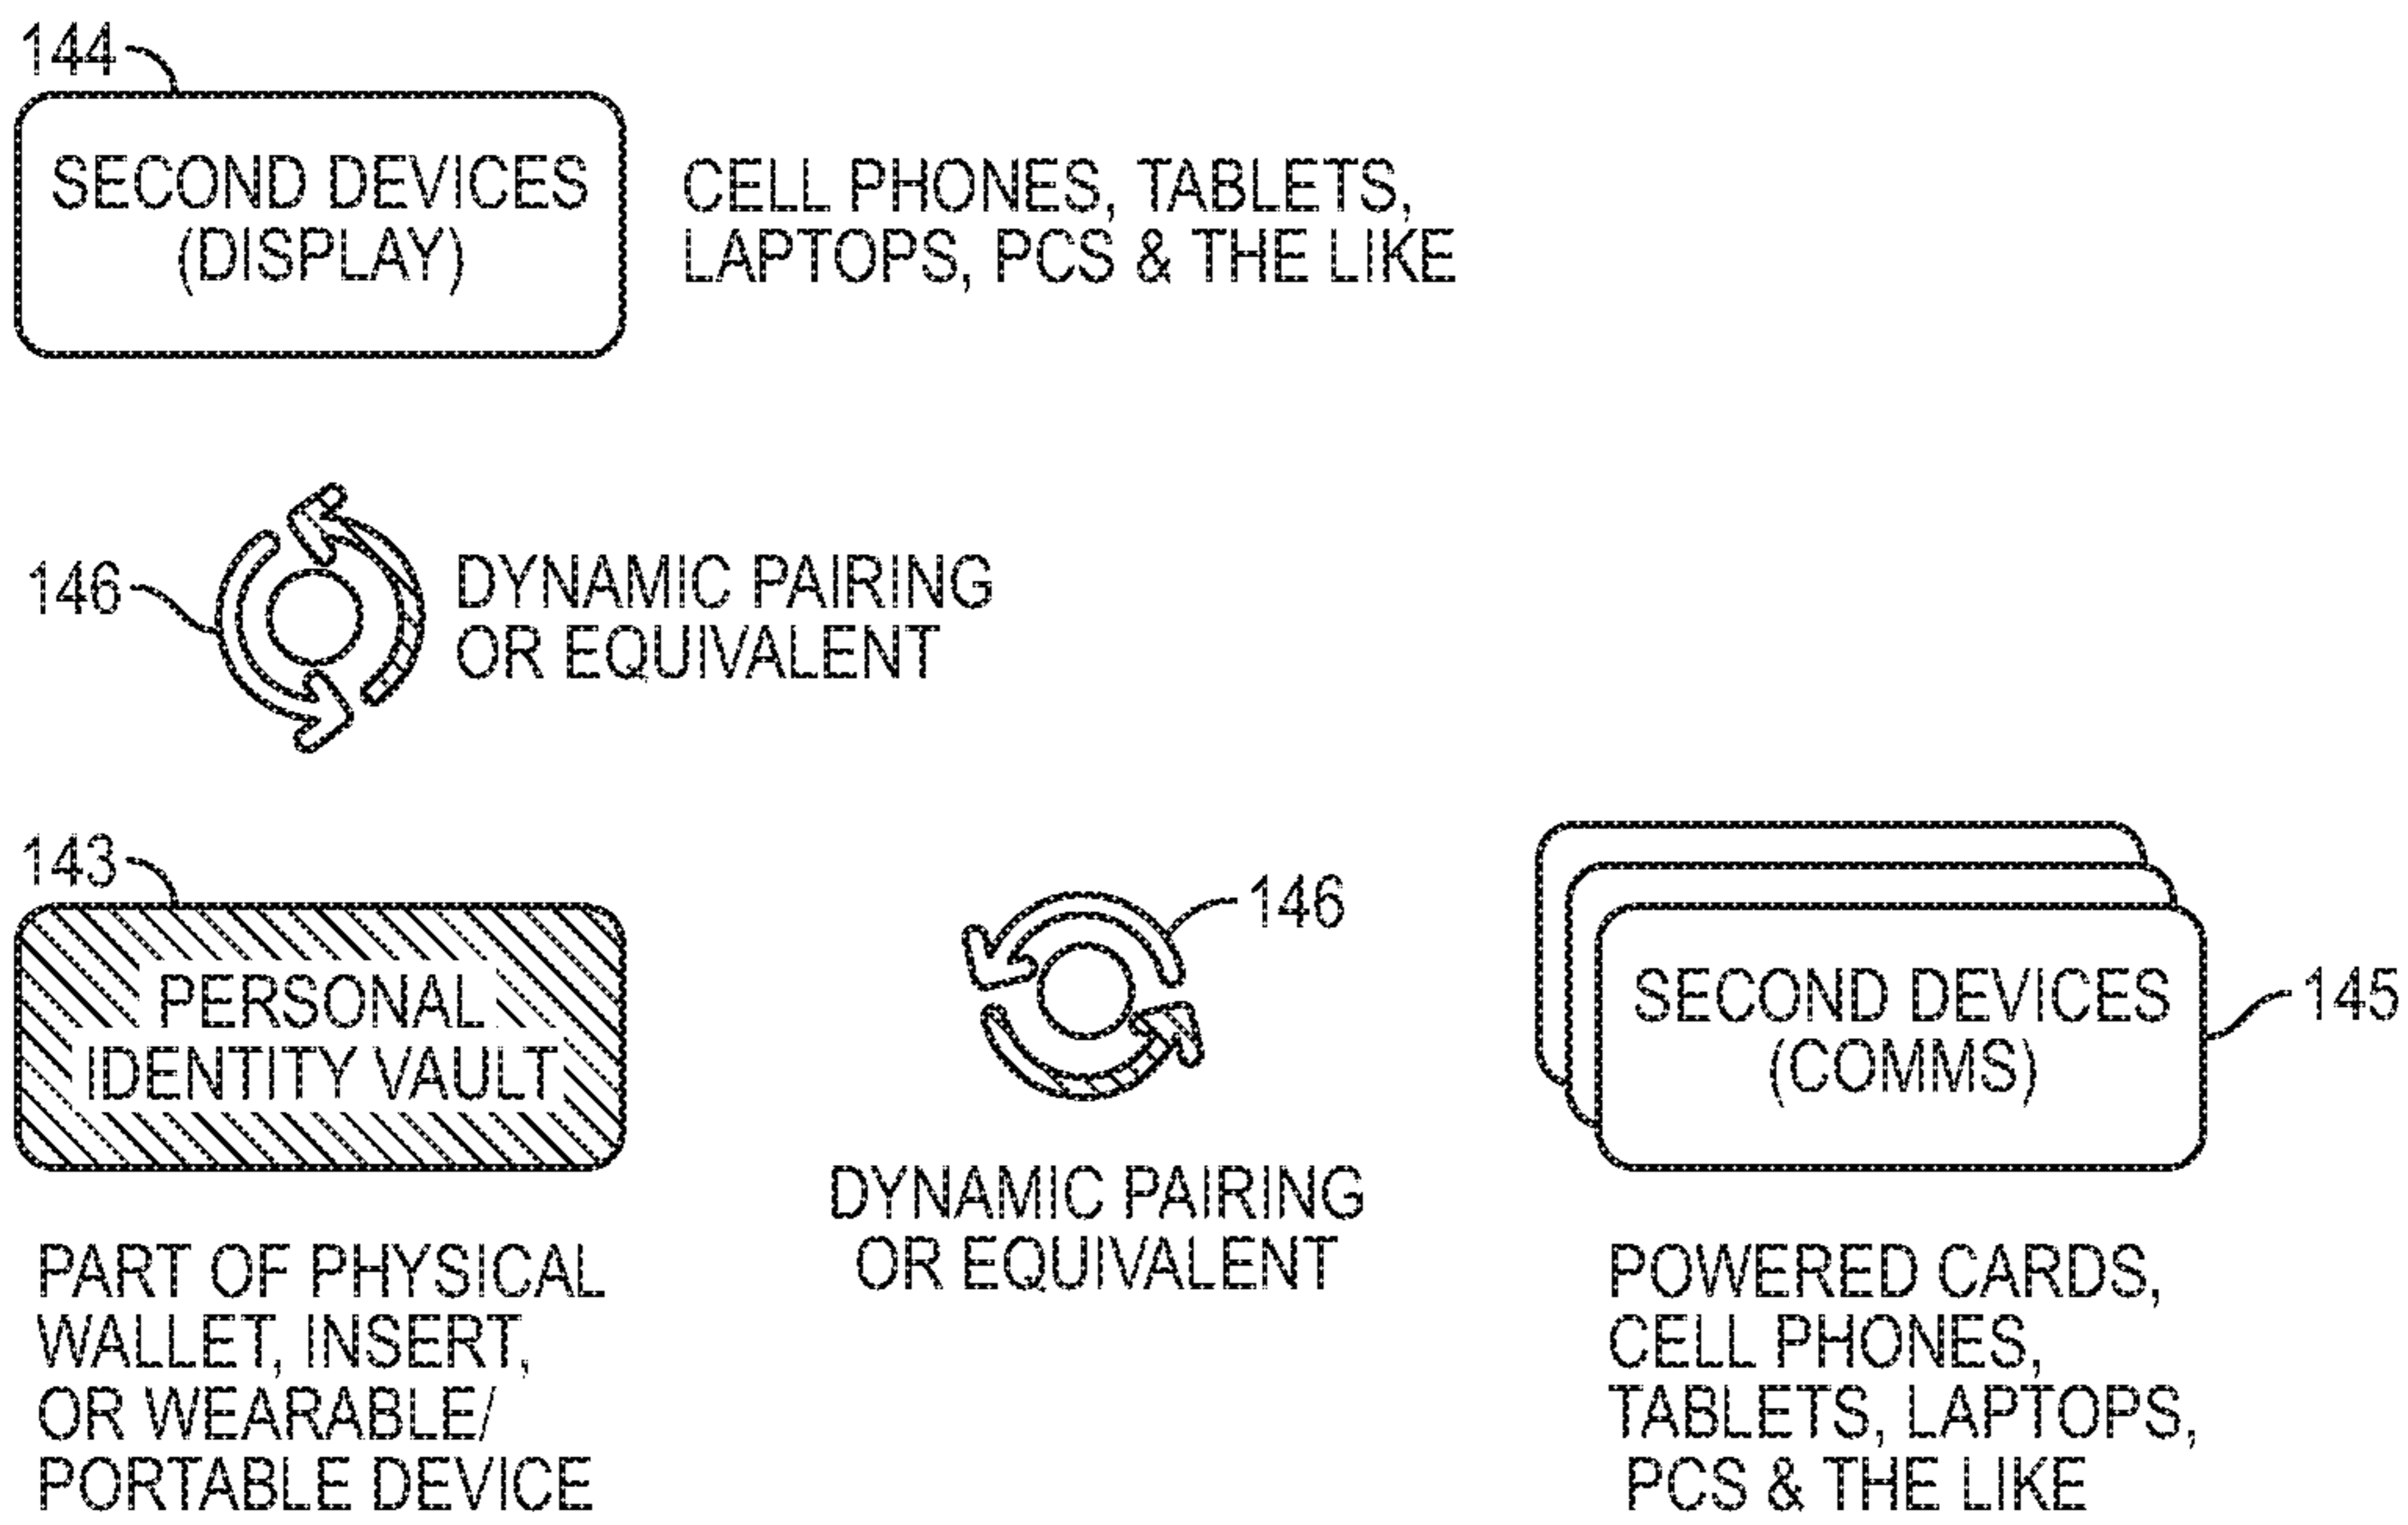 144
SECOND DEVICES
(DISPLAY)
CELL PHONES, TABLETS,
LAPTOPS, PCS & THE LIKE
146
DYNAMIC PAIRING
OR EQUIVALENT
143
PERSONAL
IDENTITY VAULT
PART OF PHYSICAL
WALLET, INSERT,
OR WEARABLE/
PORTABLE DEVICE
146
DYNAMIC PAIRING
OR EQUIVALENT
SECOND DEVICES
(COMMS)
145
POWERED CARDS,
CELL PHONES,
TABLETS, LAPTOPS,
PCS & THE LIKE